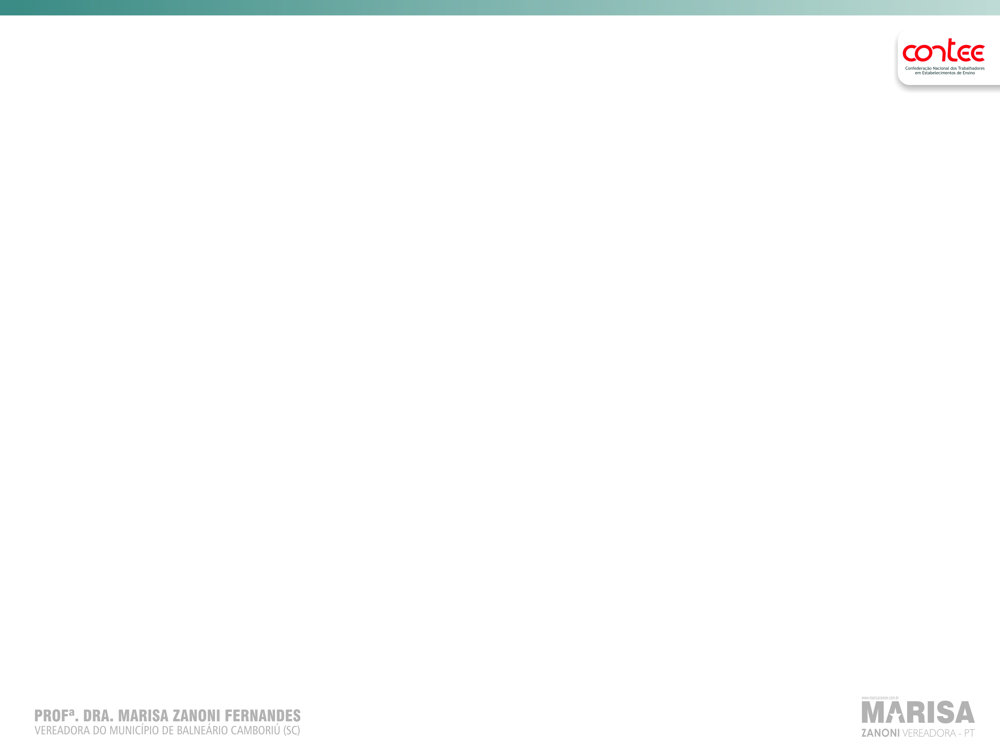 contee
Confederação Nacional dos Trabalhadores
em Estabelecimentos de Ensino
PROFª. DRA. MARISA ZANONI FERNANDES
VEREADORA DO MUNICÍPIO DE BALNEÁRIO CAMBORIÚ (SC)
www.marisazanoni.com.br
MARISA
ZANONI VEREADORA - PT